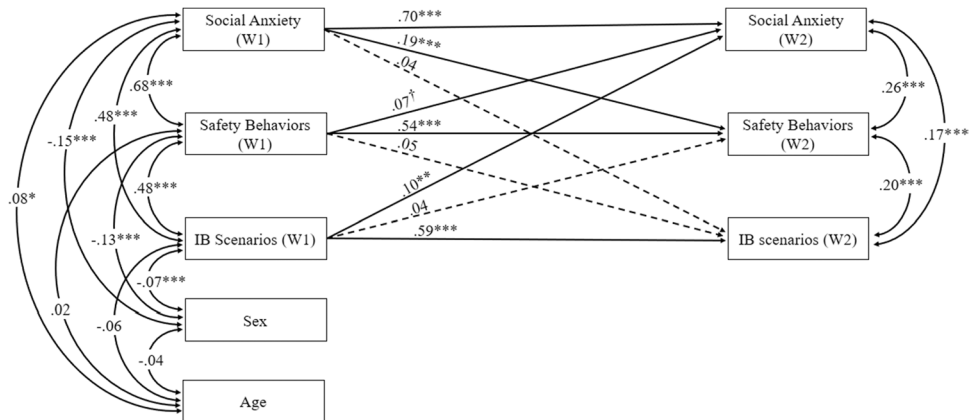 Social Anxiety
(W1)
.70***
.19***
.04
Social Anxiety
(W2)
.68***
.48***
-.15***
.26***
.17***
Safety Behaviors
(W1)
.07†
.54***
.05
Safety Behaviors
(W2)
.08*
.48***
.10**
.04
.20***
IB Scenarios (W1)
.59***
IB scenarios (W2)
-.13***
-.07***
.02
-.06
Sex
-.04
Age